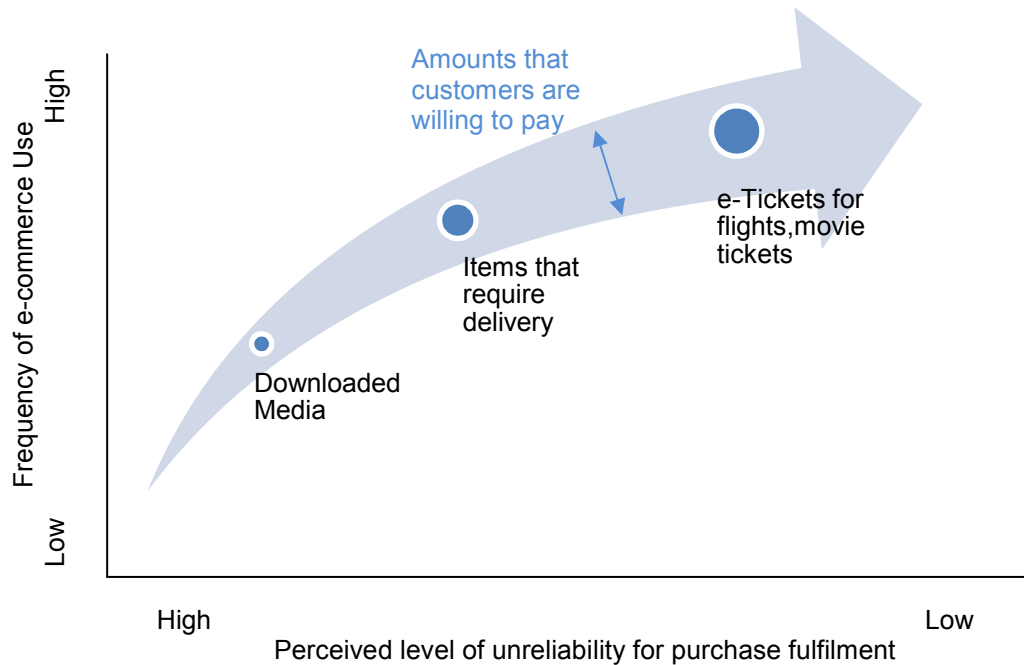 Amounts that
customers are
willing to pay
High
Frequency of e-commerce Use
Low
e-Tickets for
flights,movie
tickets
Items that
require
delivery
Downloaded
Media
High
Low
Perceived level of unreliability for purchase fulfilment